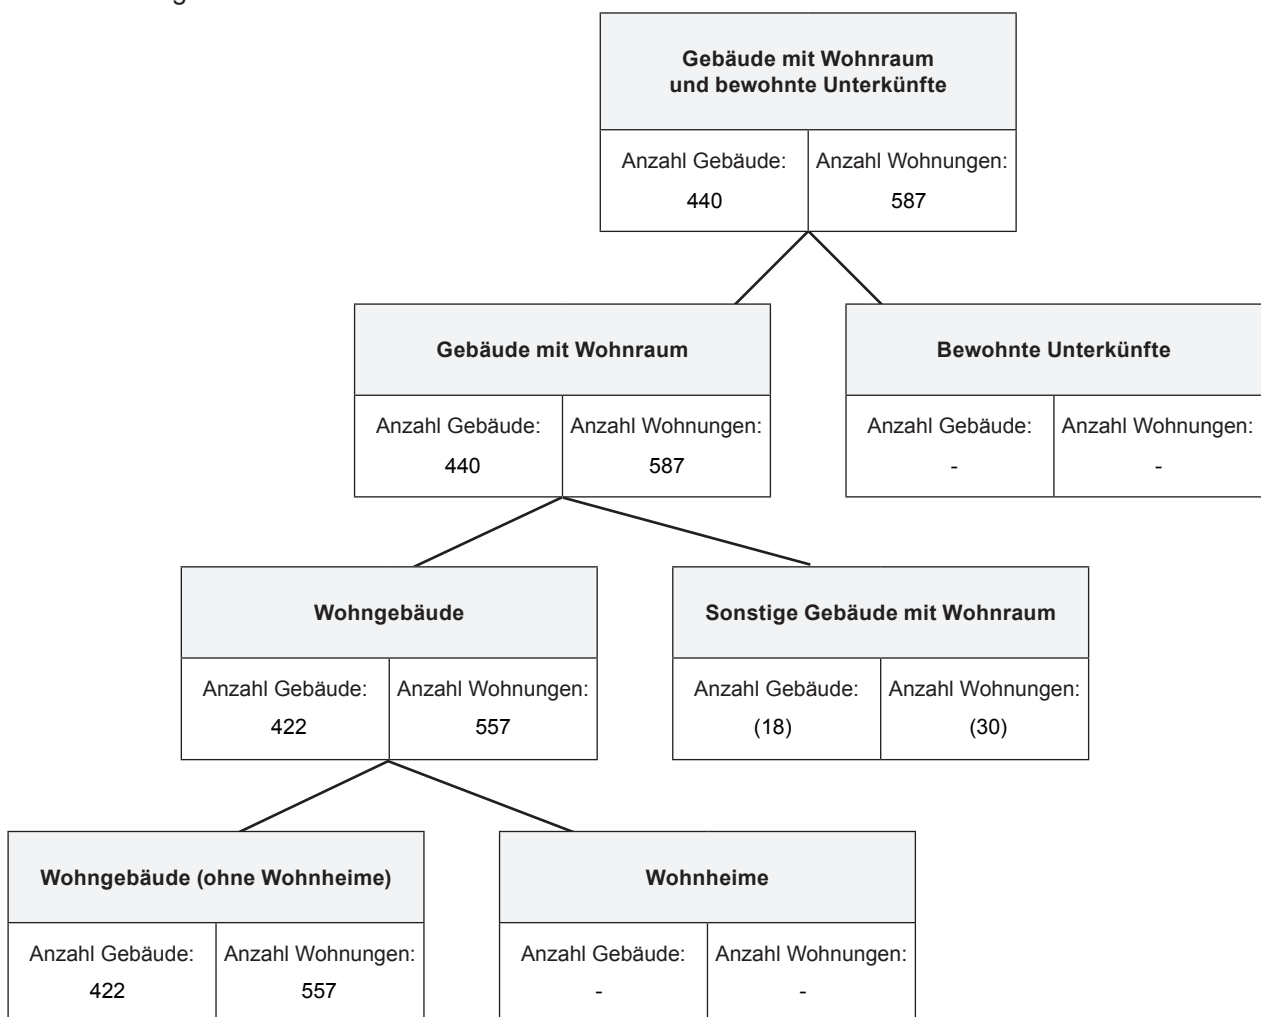 Gebäude mit Wohnraum
und bewohnte Unterkünfte
Anzahl Gebäude: Anzahl Wohnungen:
440 587
Gebäude mit Wohnraum
Anzahl Gebäude: Anzahl Wohnungen:
440 587
Bewohnte Unterkünfte
Anzahl Gebäude: Anzahl Wohnungen:
- -
Wohngebäude
Anzahl Gebäude: Anzahl Wohnungen:
422 557
Sonstige Gebäude mit Wohnraum
Anzahl Gebäude: Anzahl Wohnungen:
(18) (30)
Wohngebäude (ohne Wohnheime)
Anzahl Gebäude: Anzahl Wohnungen:
422 557
Wohnheime
Anzahl Gebäude: Anzahl Wohnungen:
- -